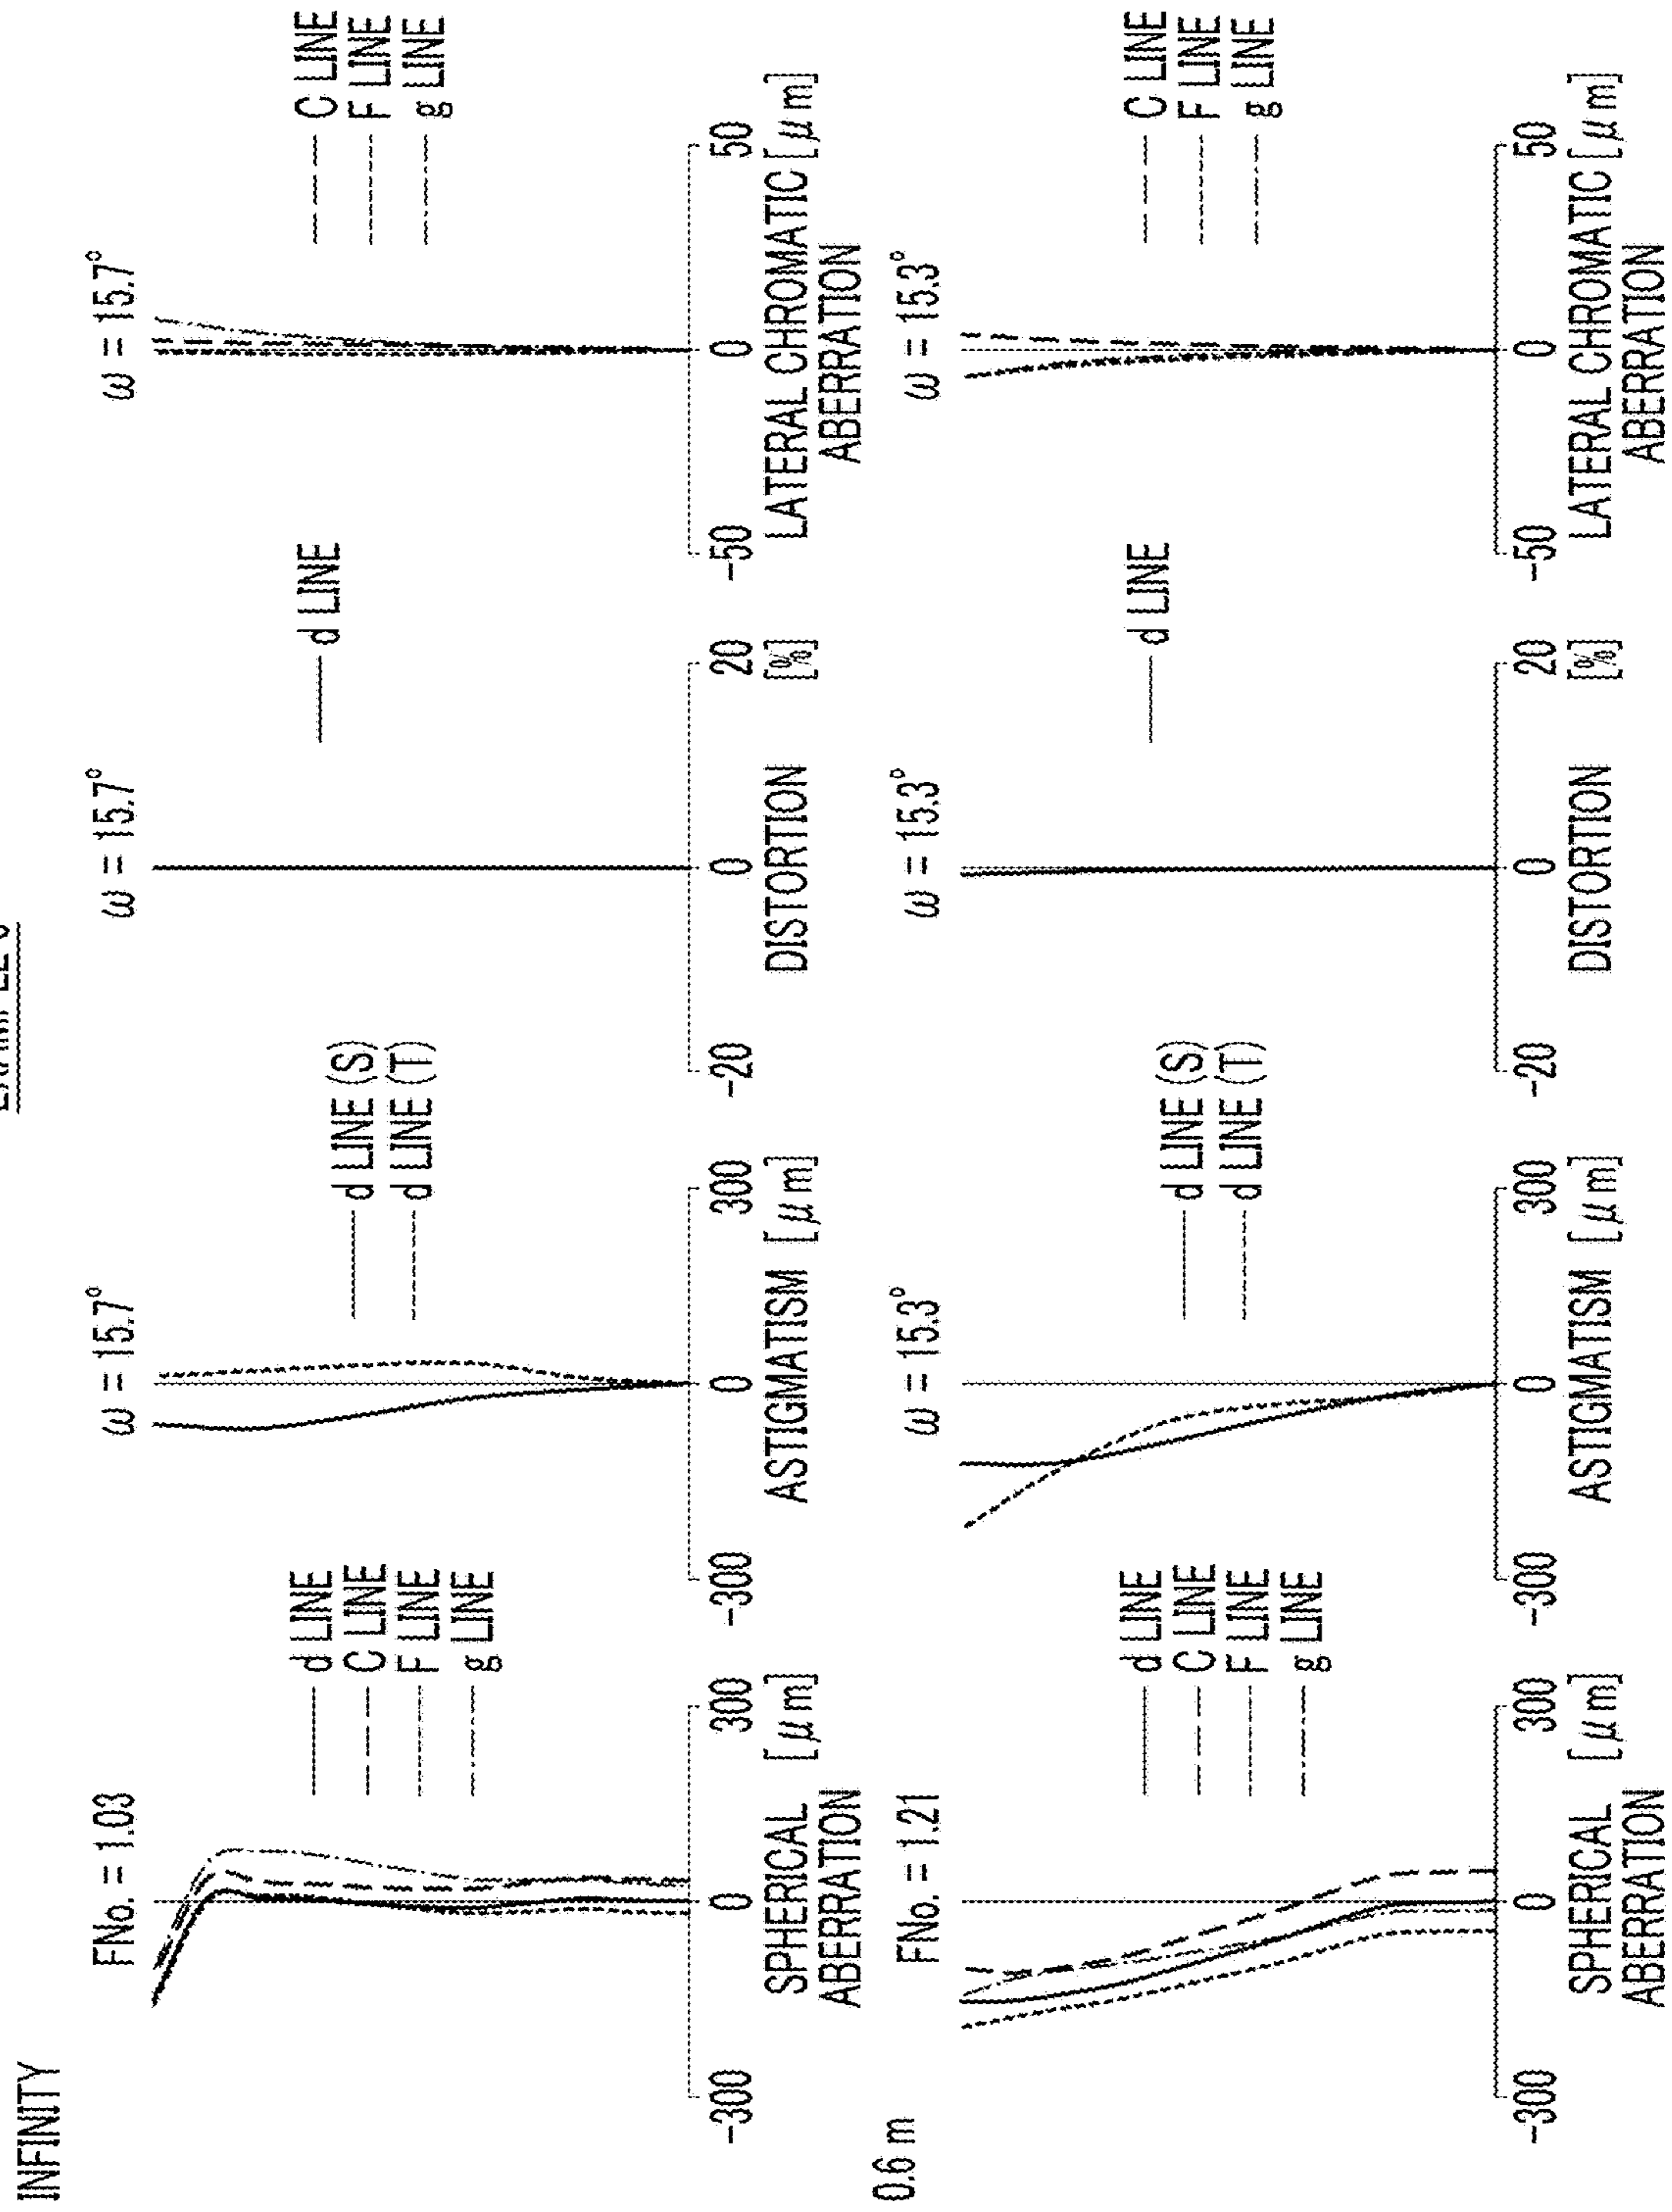 INFINITY
FNo. = 1.03
d LINE
C LINE
F LINE
g LINE
-300
0
300
SPHERICAL [μm]
ABERRATION
ω = 15.7°
d LINE (S)
d LINE (T)
-300
0
300
ASTIGMATISM [μm]
ω = 15.7°
d LINE
-20
0
20
DISTORTION [%]
ω = 15.7°
C LINE
F LINE
g LINE
-50
0
50
LATERAL CHROMATIC [μm]
ABERRATION
0.6 m
FNo. = 1.21
d LINE
C LINE
F LINE
g LINE
-300
0
300
SPHERICAL [μm]
ABERRATION
ω = 15.3°
d LINE (S)
d LINE (T)
-300
0
300
ASTIGMATISM [μm]
ω = 15.3°
d LINE
-20
0
20
DISTORTION [%]
ω = 15.3°
C LINE
F LINE
g LINE
-50
0
50
LATERAL CHROMATIC [μm]
ABERRATION